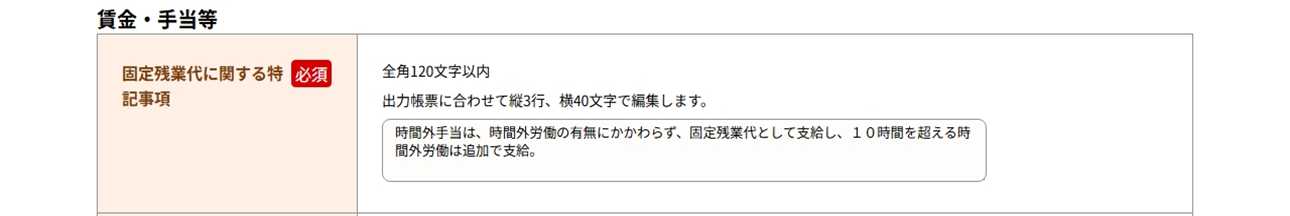 賃金・手当等
固定残業代に関する特 必須
記事項
全角120文字以内
出力帳票に合わせて縦3行、横40文字で編集します。
時間外手当は、時間外労働の有無にかかわらず、固定残業代として支給し、１０時間を超える時
間外労働は追加で支給。